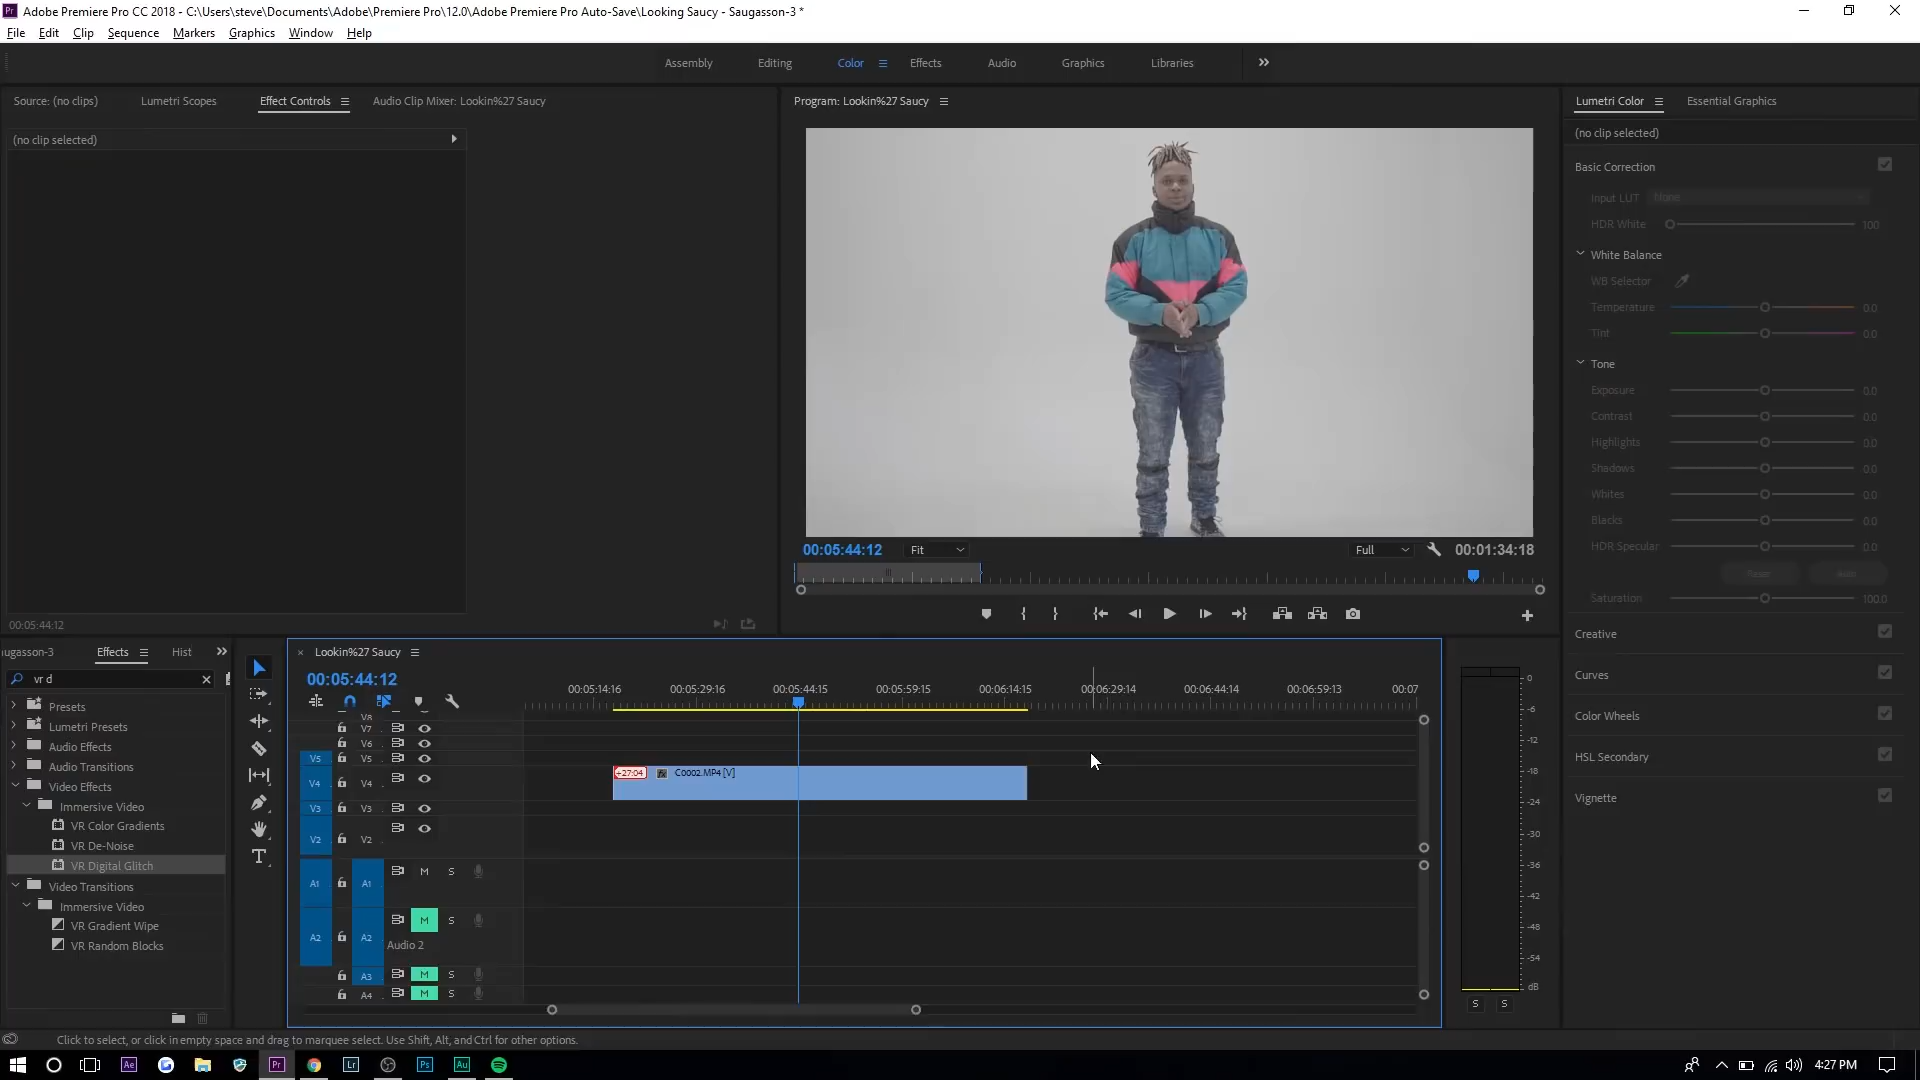 Adobe Premiere Pro CC 2018 - C:\Users\steve\Documents\Adobe\Premiere Pro\12.0\Adobe Premiere Pro Auto-Save\Looking Saucy - Saugasson-3 *
File Edit Clip Sequence Markers Graphics Window Help
Assembly Editing Color Effects Audio Graphics Libraries
Source: (no clips) Lumetri Scopes Effect Controls Audio Clip Mixer: Lookin%27 Saucy
Program: Lookin%27 Saucy
Lumetri Color Essential Graphics
(no clip selected)
(no clip selected)
Basic Correction
Input LUT None
HDR White 100
White Balance
WB Selector
Temperature 0.0
Tint 0.0
Tone
Exposure 0.0
Contrast 0.0
Highlights 0.0
Shadows 0.0
Whites 0.0
Blacks 0.0
HDR Specular 0.0
Reset Auto
Saturation 100.0
Creative
Curves
Color Wheels
HSL Secondary
Vignette
00:05:44:12 Fit Full 00:01:34:18
00:05:44:12
ugasson-3 Effects Hist
vr d
Presets
Lumetri Presets
Audio Effects
Audio Transitions
Video Effects
Immersive Video
VR Color Gradients
VR De-Noise
VR Digital Glitch
Video Transitions
Immersive Video
VR Gradient Wipe
VR Random Blocks
T
Lookin%27 Saucy
00:05:44:12
00:05:14:16 00:05:29:16 00:05:44:15 00:05:59:15 00:06:14:15 00:06:29:14 00:06:44:14 00:06:59:13 00:07
V8
V7
V6
V5 V5
V4 V4 +27:04 fx C0002.MP4 [V]
V3 V3
V2 V2
A1 A1 M S
A2 A2 M S
Audio 2
A3 M S
A4 M S
0
-6
-12
-18
-24
-30
-36
-42
-48
-54
dB
S S
Click to select, or click in empty space and drag to marquee select. Use Shift, Alt, and Ctrl for other options.
Ae Pr Lr Ps Au
4:27 PM